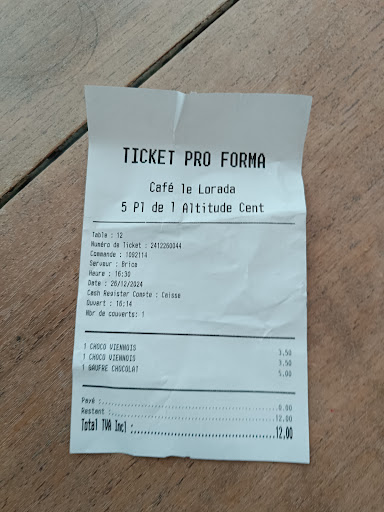 TICKET PRO FORMA
Café le Lorada
5 Pl de l Altitude Cent
Table : 12
Numéro de Ticket : 2412260044
Commande : 1092114
Serveur : Brice
Heure : 16:30
Date : 26/12/2024
Cash Register Compte : Caisse
Ouvert : 16:14
Nbr de couverts: 1
1 CHOCO VIENNOIS 3,50
1 CHOCO VIENNOIS 3,50
1 GAUFRE CHOCOLAT 5,00
Payé :..............................0,00
Restent :..............................12,00
Total TVA Incl :..............................12,00